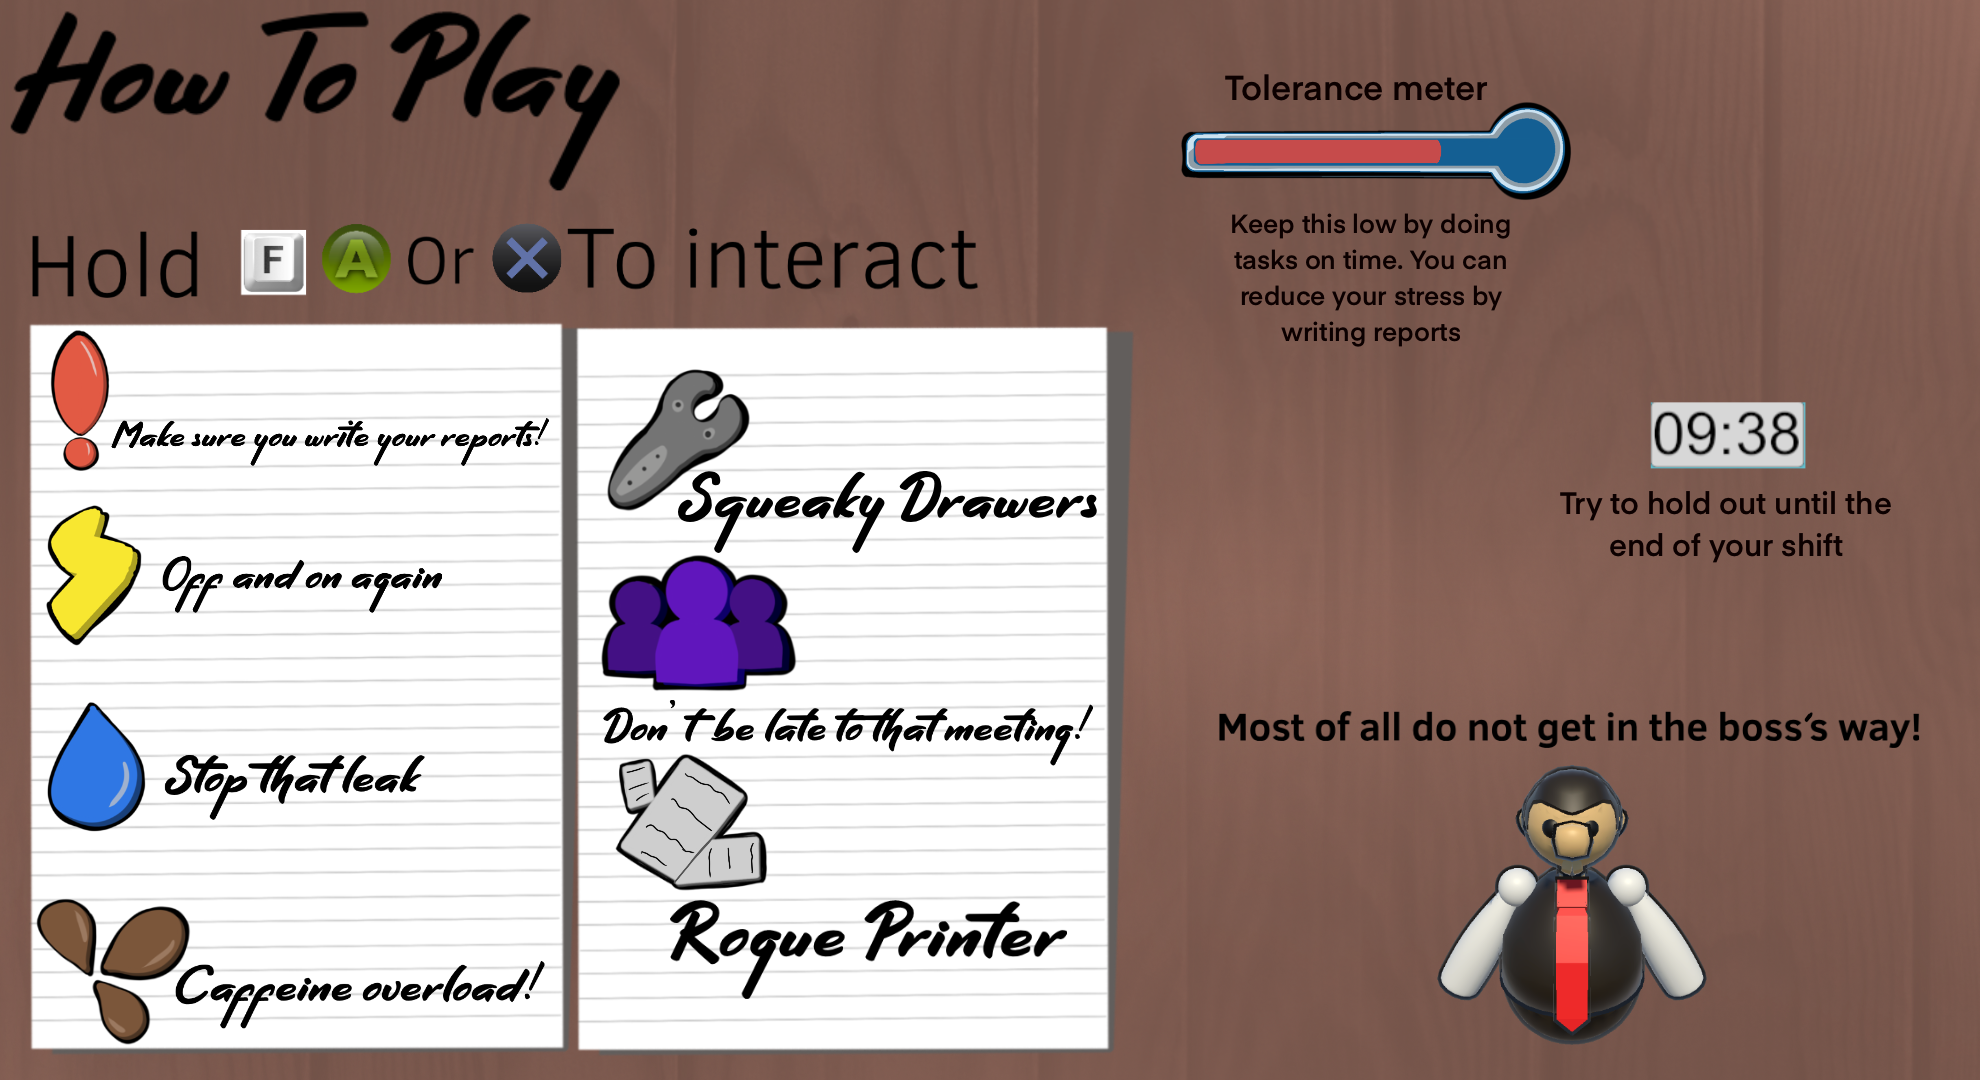 How To Play
Hold F A Or X To interact
Make sure you write your reports!
Off and on again
Stop that leak
Caffeine overload!
Squeaky Drawers
Don't be late to that meeting!
Rogue Printer
Tolerance meter
Keep this low by doing
tasks on time. You can
reduce your stress by
writing reports
09:38
Try to hold out until the
end of your shift
Most of all do not get in the boss's way!